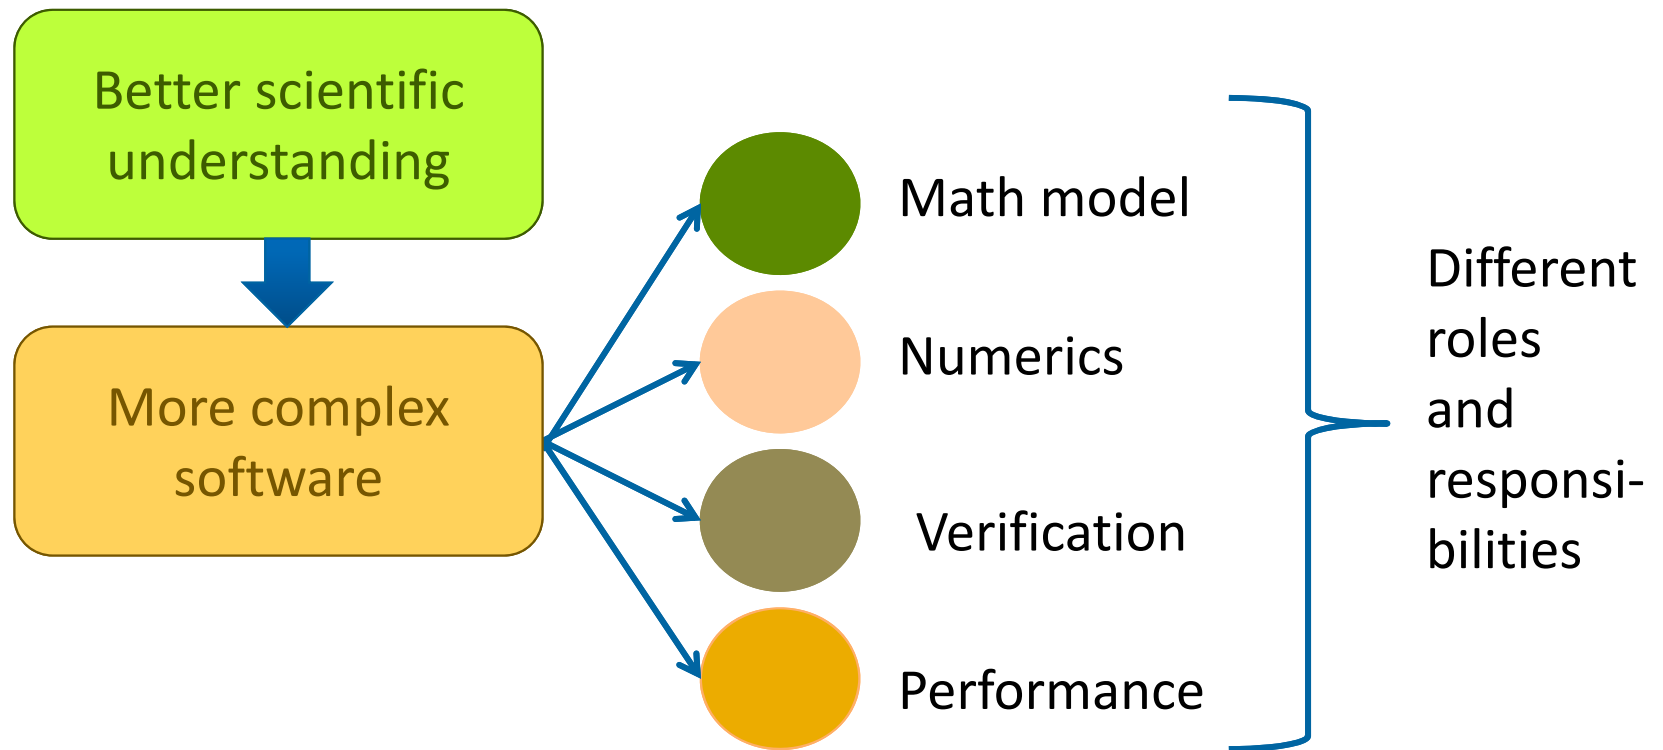 Better scientific
understanding
More complex
software
Math model
Numerics
Verification
Performance
Different
roles
and
responsi-
bilities